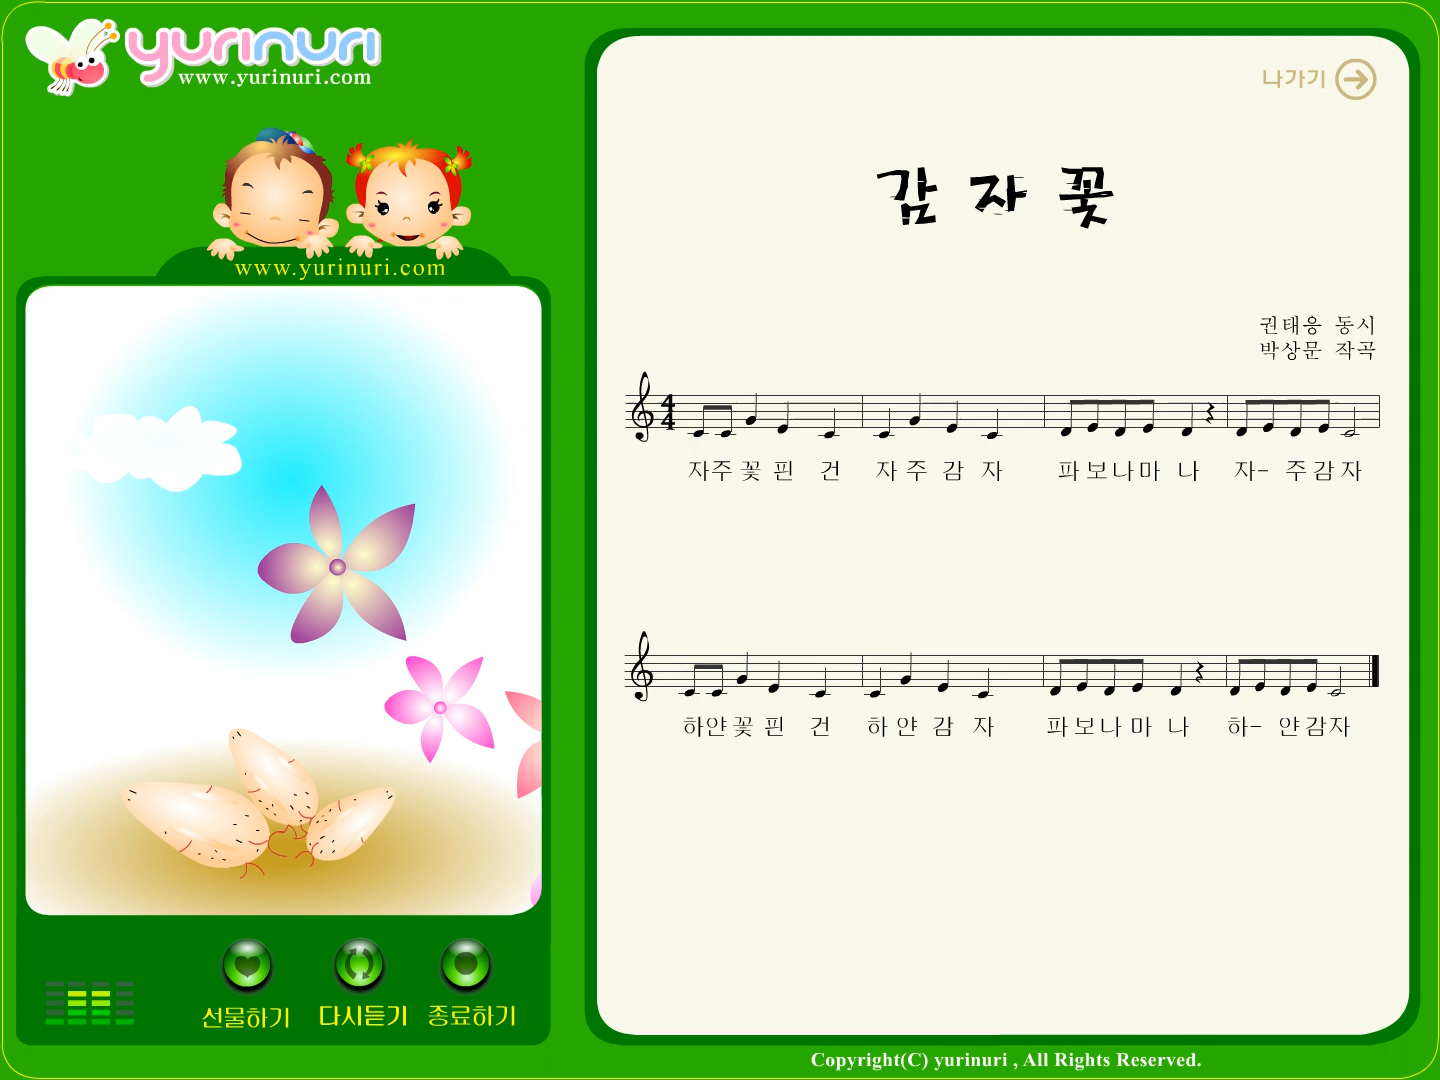 yurinuri
www.yurinuri.com
www.yurinuri.com
선물하기 다시듣기 종료하기
나가기
감자꽃
권태응 동시
박상문 작곡
4
4
자주 꽃 핀 건 자 주 감 자 파 보나마 나 자- 주감자
하얀 꽃 핀 건 하 얀 감 자 파 보나 마 나 하- 얀감자
Copyright(C) yurinuri , All Rights Reserved.